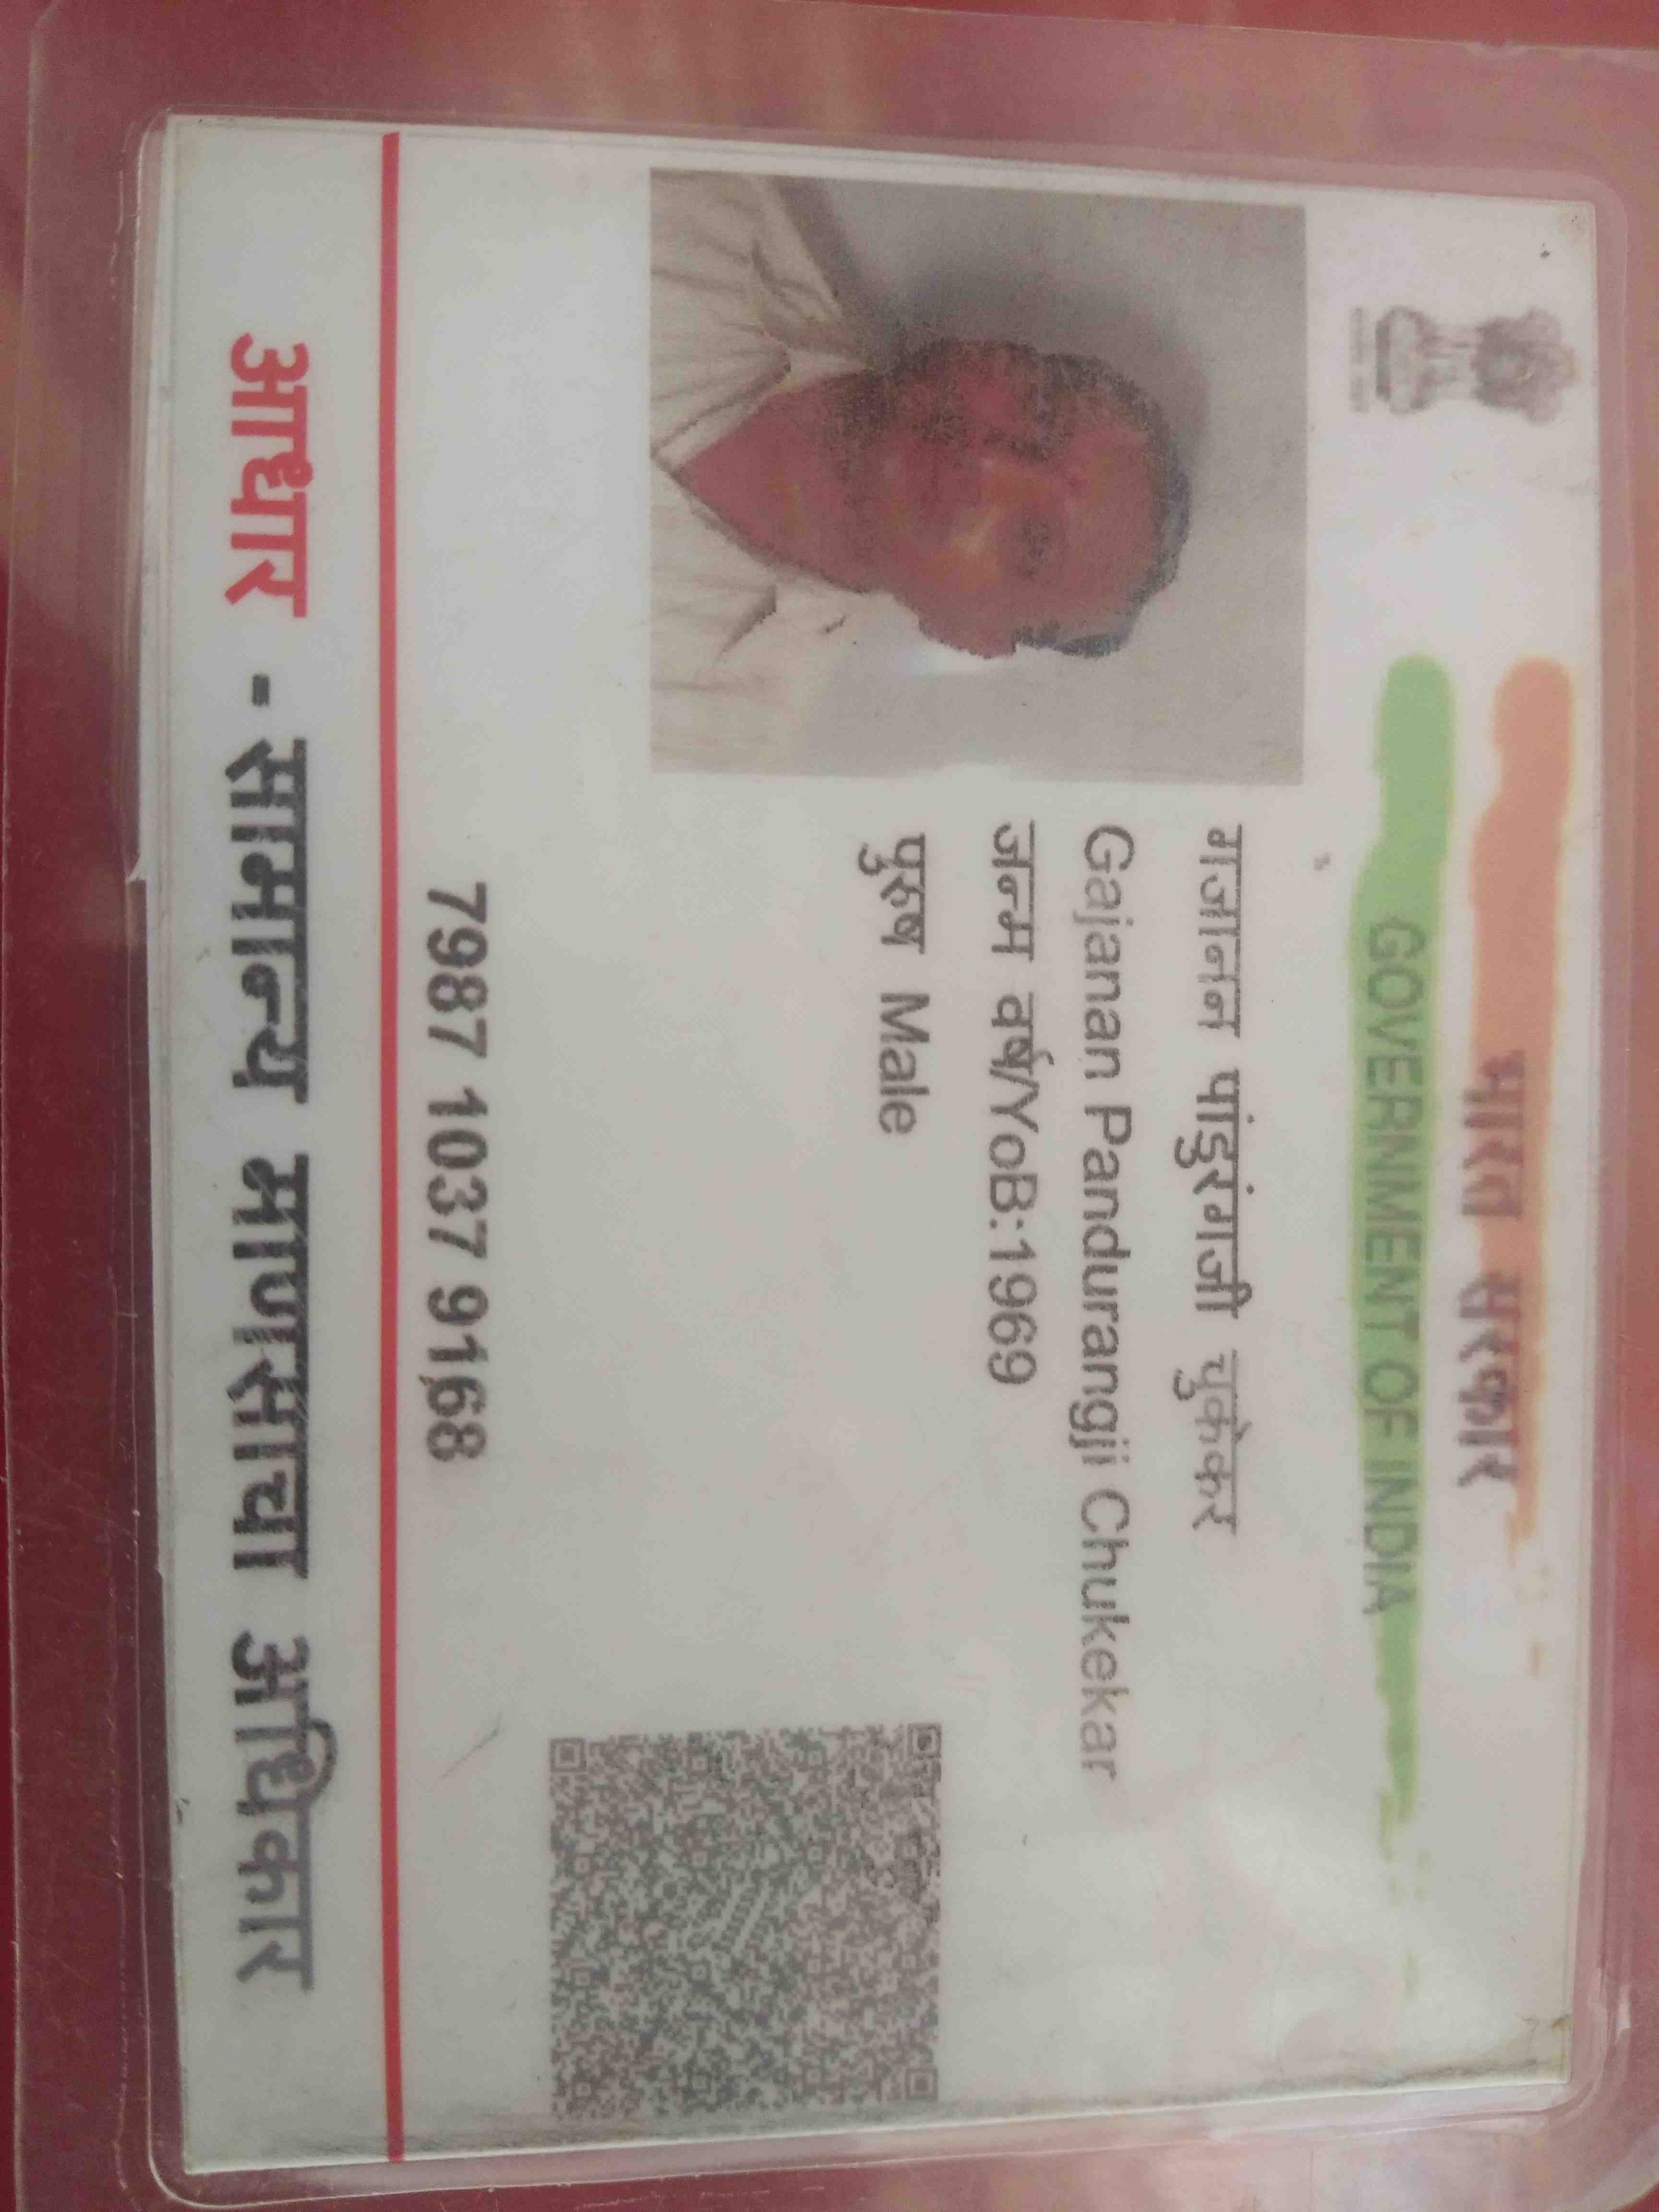 भारत सरकार
GOVERNMENT OF INDIA
गजानन पांडुरंगजी चुकेकर
Gajanan Pandurangji Chukekar
जन्म वर्ष/YoB:1969
पुरुष Male
7987 1037 9168
आधार - सामान्य माणसाचा अधिकार